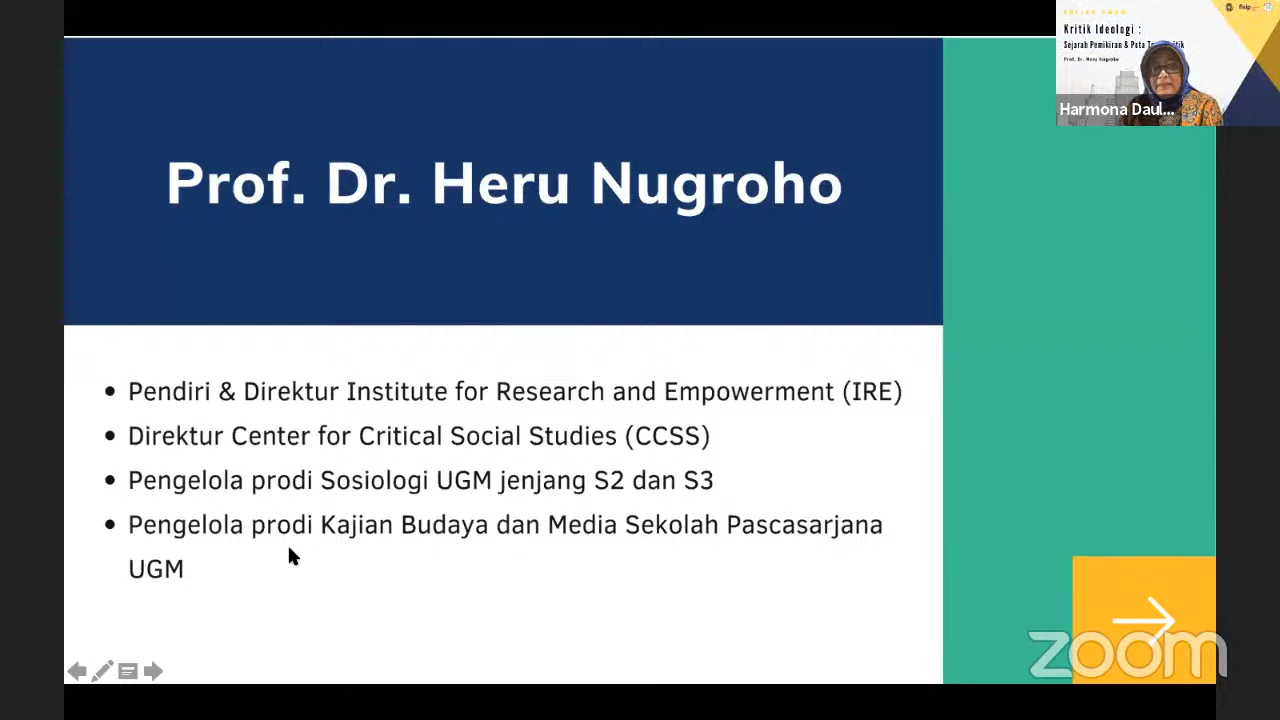 Prof. Dr. Heru Nugroho
• Pendiri & Direktur Institute for Research and Empowerment (IRE)
• Direktur Center for Critical Social Studies (CCSS)
• Pengelola prodi Sosiologi UGM jenjang S2 dan S3
• Pengelola prodi Kajian Budaya dan Media Sekolah Pascasarjana
UGM
Kritik Ideologi :
Sejarah Pemikiran & Peta
Prof. Dr. Heru Nugroho
Harmona Daul...
zoom